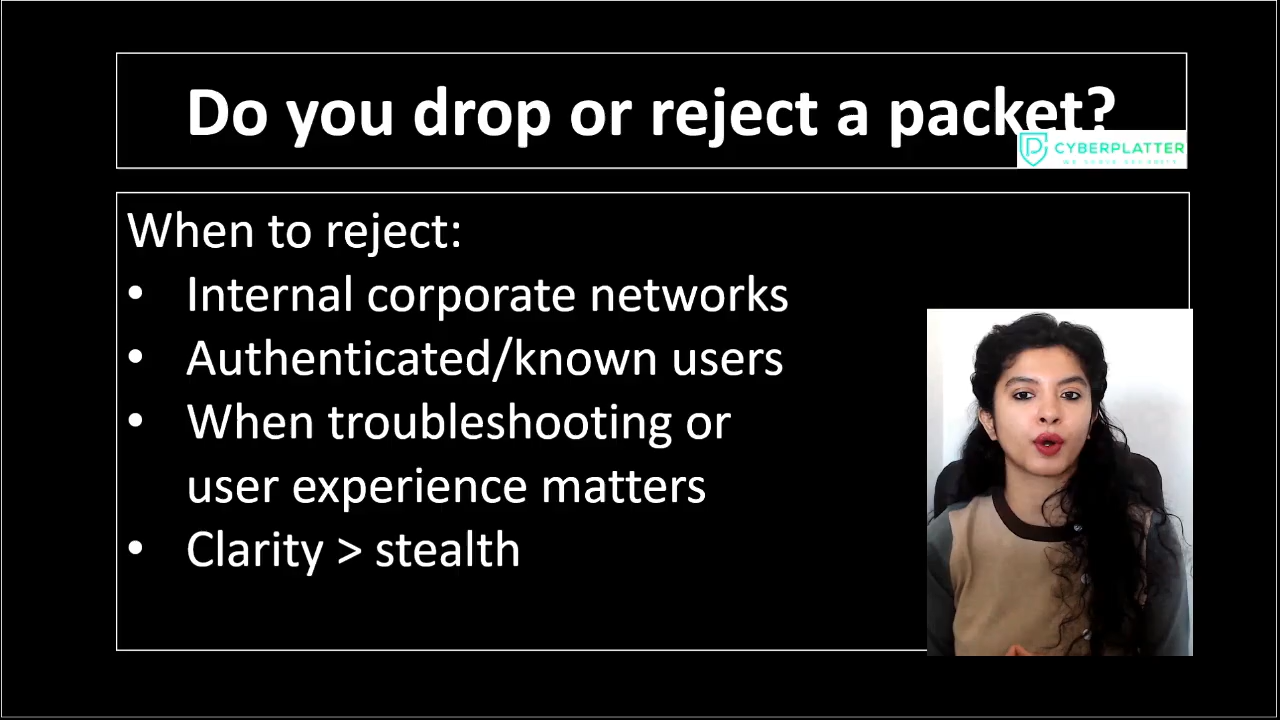 Do you drop or reject a packet?
CYBERPLATTER
When to reject:
• Internal corporate networks
• Authenticated/known users
• When troubleshooting or
user experience matters
• Clarity > stealth